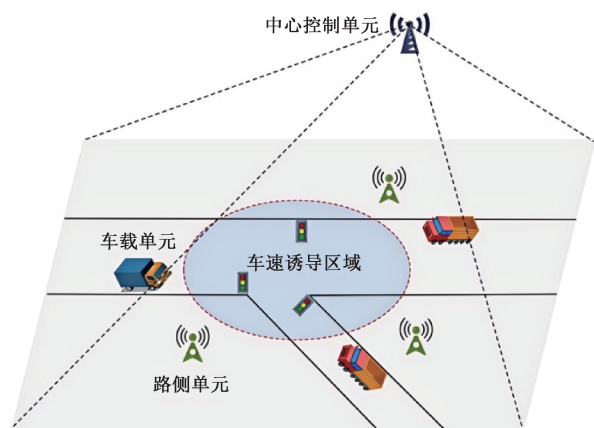 中心控制单元
车载单元
车速诱导区域
路侧单元